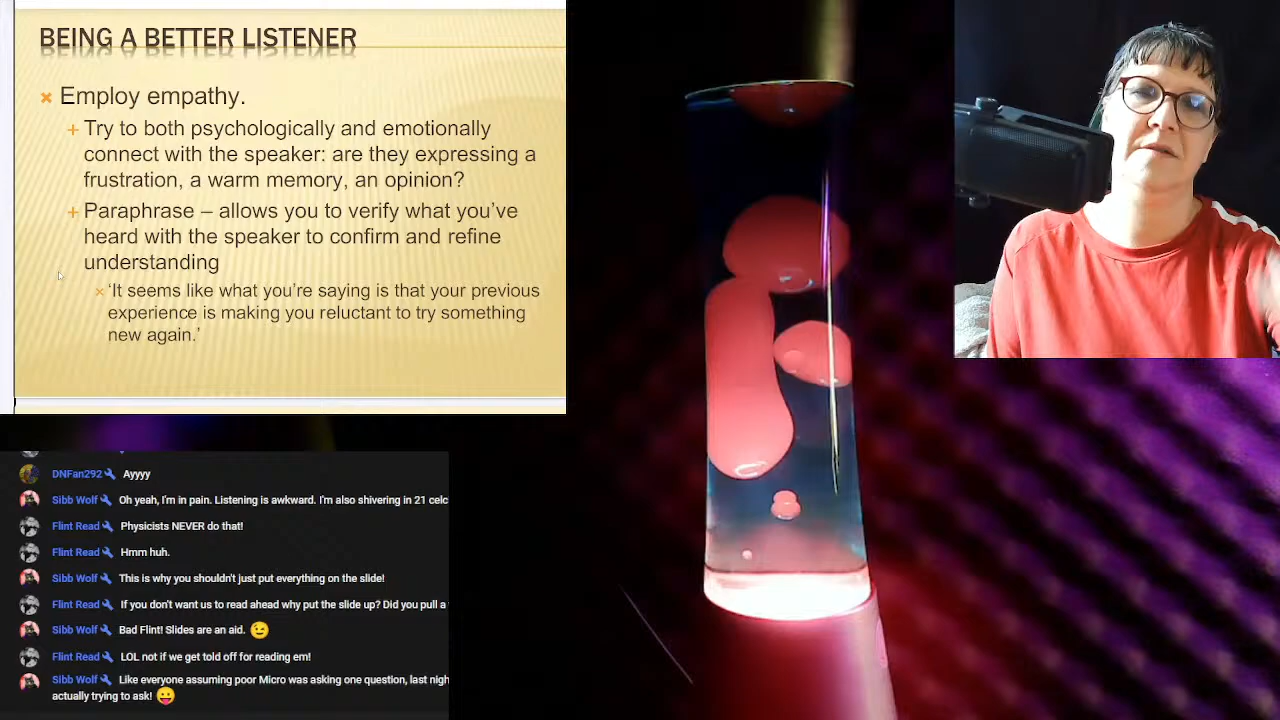 BEING A BETTER LISTENER
Employ empathy.
Try to both psychologically and emotionally
connect with the speaker: are they expressing a
frustration, a warm memory, an opinion?
Paraphrase – allows you to verify what you've
heard with the speaker to confirm and refine
understanding
'It seems like what you're saying is that your previous
experience is making you reluctant to try something
new again.'
DNFan292 Ayyyy
Sibb Wolf Oh yeah, I'm in pain. Listening is awkward. I'm also shivering in 21 celc
Flint Read Physicists NEVER do that!
Flint Read Hmm huh.
Sibb Wolf This is why you shouldn't just put everything on the slide!
Flint Read If you don't want us to read ahead why put the slide up? Did you pull a
Sibb Wolf Bad Flint! Slides are an aid. 😉
Flint Read LOL not if we get told off for reading em!
Sibb Wolf Like everyone assuming poor Micro was asking one question, last nigh
actually trying to ask! 😛